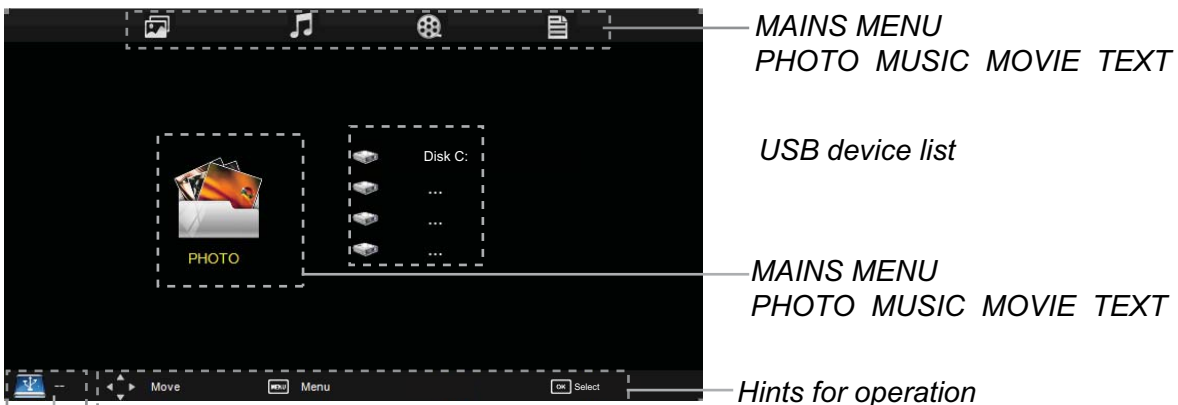 MAINS MENU
PHOTO MUSIC MOVIE TEXT
Disk C:
USB device list
...
...
...
PHOTO
MAINS MENU
PHOTO MUSIC MOVIE TEXT
-- Move MENU Menu OK Select
Hints for operation